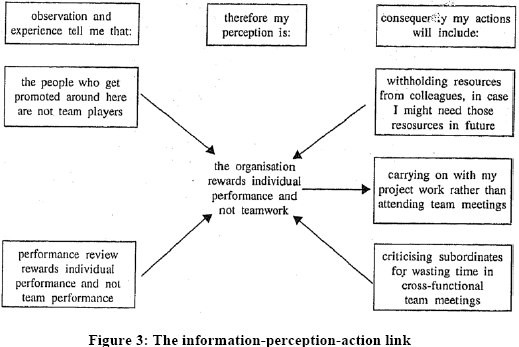 observation and
experience tell me that:
therefore my
perception is:
consequently my actions
will include:
the people who get
promoted around here
are not team players
withholding resources
from colleagues, in case
I might need those
resosurces in future
the organisation
rewards individual
performance and
not teamwork
carrying on with my
project work rather than
attending team meetings
performance review
rewards individual
performance and not
team performance
criticising subordinates
for wasting time in
cross-functional
team meetings
Figure 3: The information-perception-action link